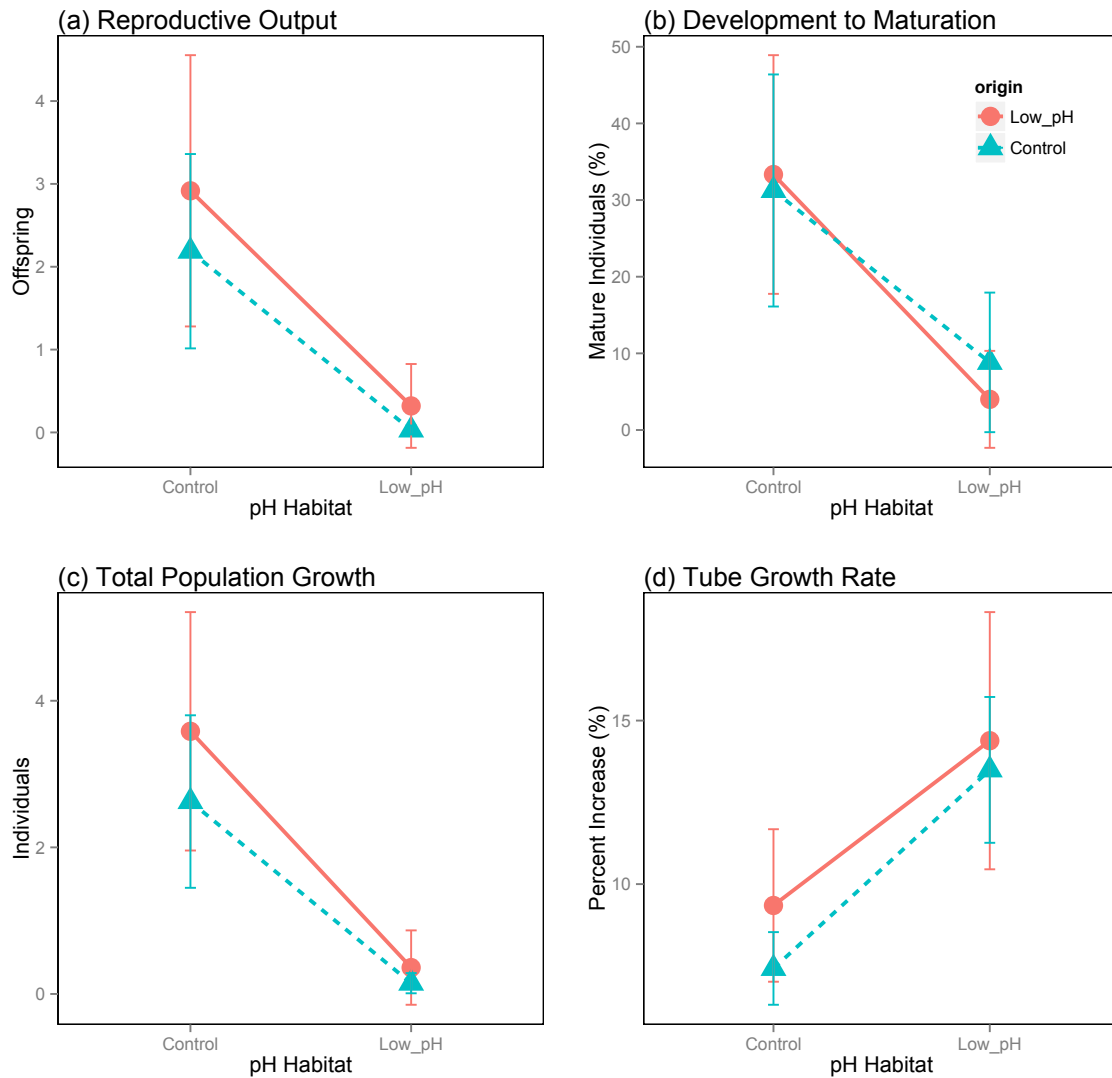 (a) Reproductive Output
Offspring
4
3
2
1
0
Control
Low_pH
pH Habitat
(b) Development to Maturation
Mature Individuals (%)
50
40
30
20
10
0
origin
Low_pH
Control
Control
Low_pH
pH Habitat
(c) Total Population Growth
Individuals
4
2
0
Control
Low_pH
pH Habitat
(d) Tube Growth Rate
Percent Increase (%)
15
10
Control
Low_pH
pH Habitat